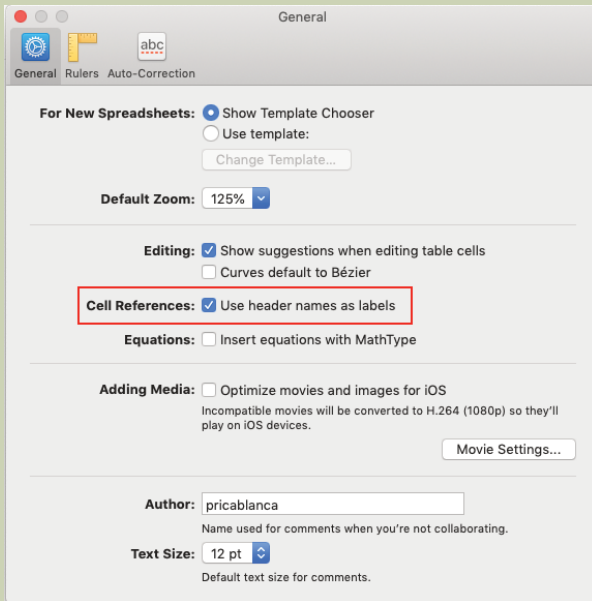 General
abc
General Rulers Auto-Correction
For New Spreadsheets: Show Template Chooser
Use template:
Change Template...
Default Zoom: 125%
Editing: Show suggestions when editing table cells
Curves default to Bézier
Cell References: Use header names as labels
Equations: Insert equations with MathType
Adding Media: Optimize movies and images for iOS
Incompatible movies will be converted to H.264 (1080p) so they'll
play on iOS devices.
Movie Settings...
Author: pricablanca
Name used for comments when you're not collaborating.
Text Size: 12 pt
Default text size for comments.